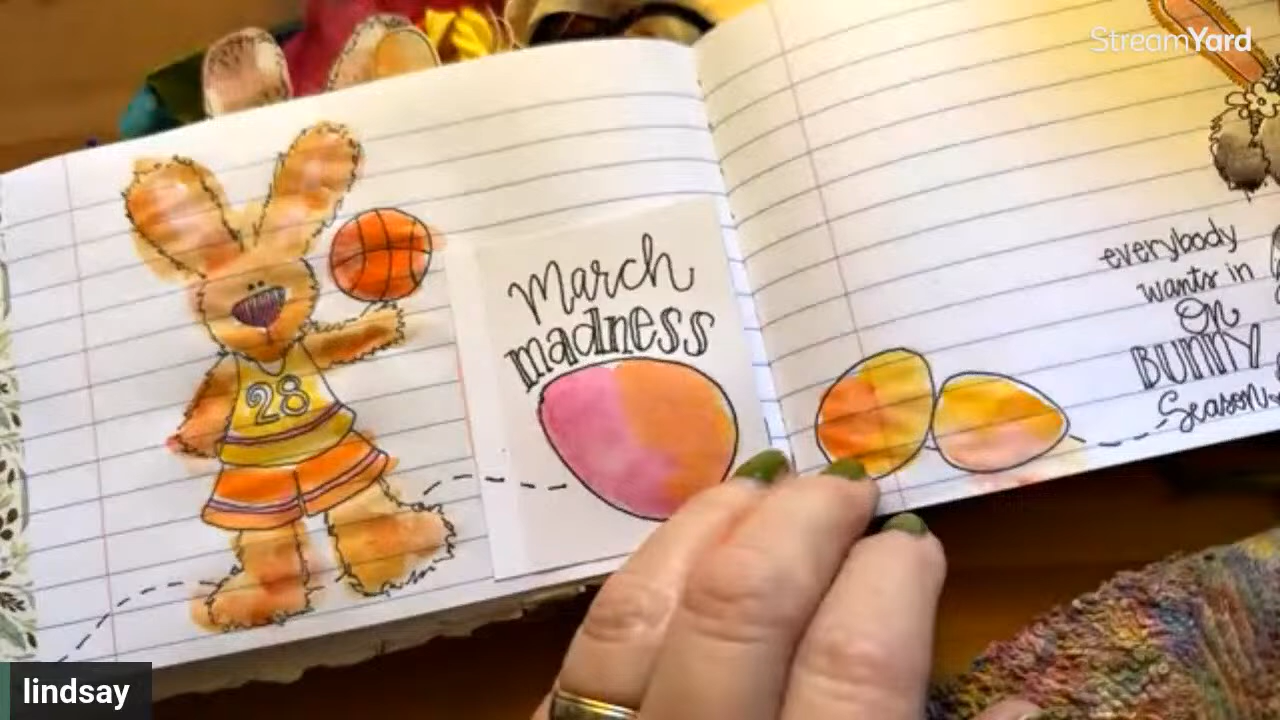 StreamYard
28
March
madness
everybody
wants in
on
BUNNY
Season
lindsay